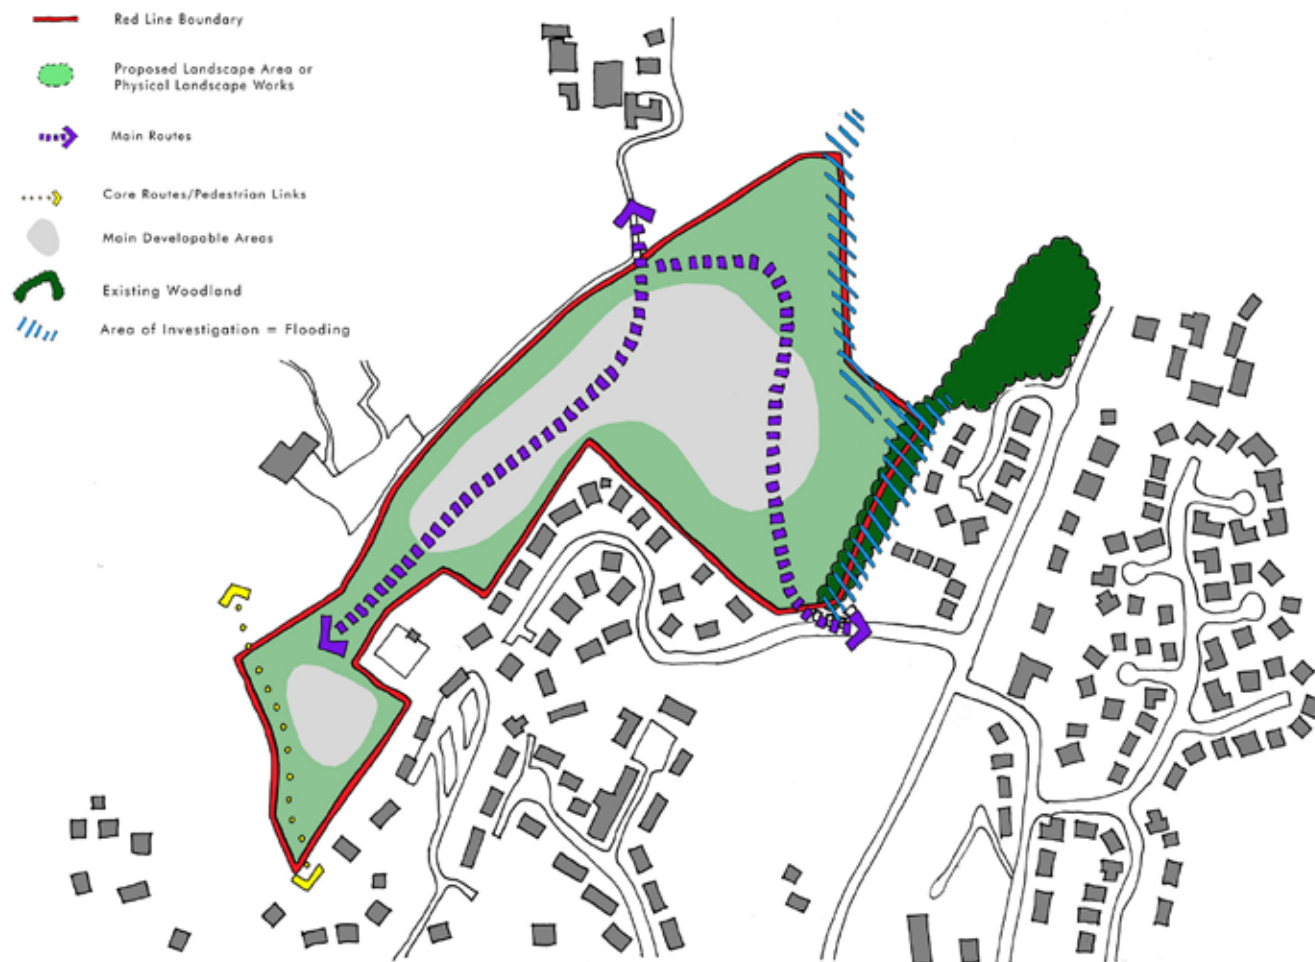 Red Line Boundary
Proposed Landscape Area or
Physical Landscape Works
Main Routes
Core Routes/Pedestrian Links
Main Developable Areas
Existing Woodland
Area of Investigation = Flooding